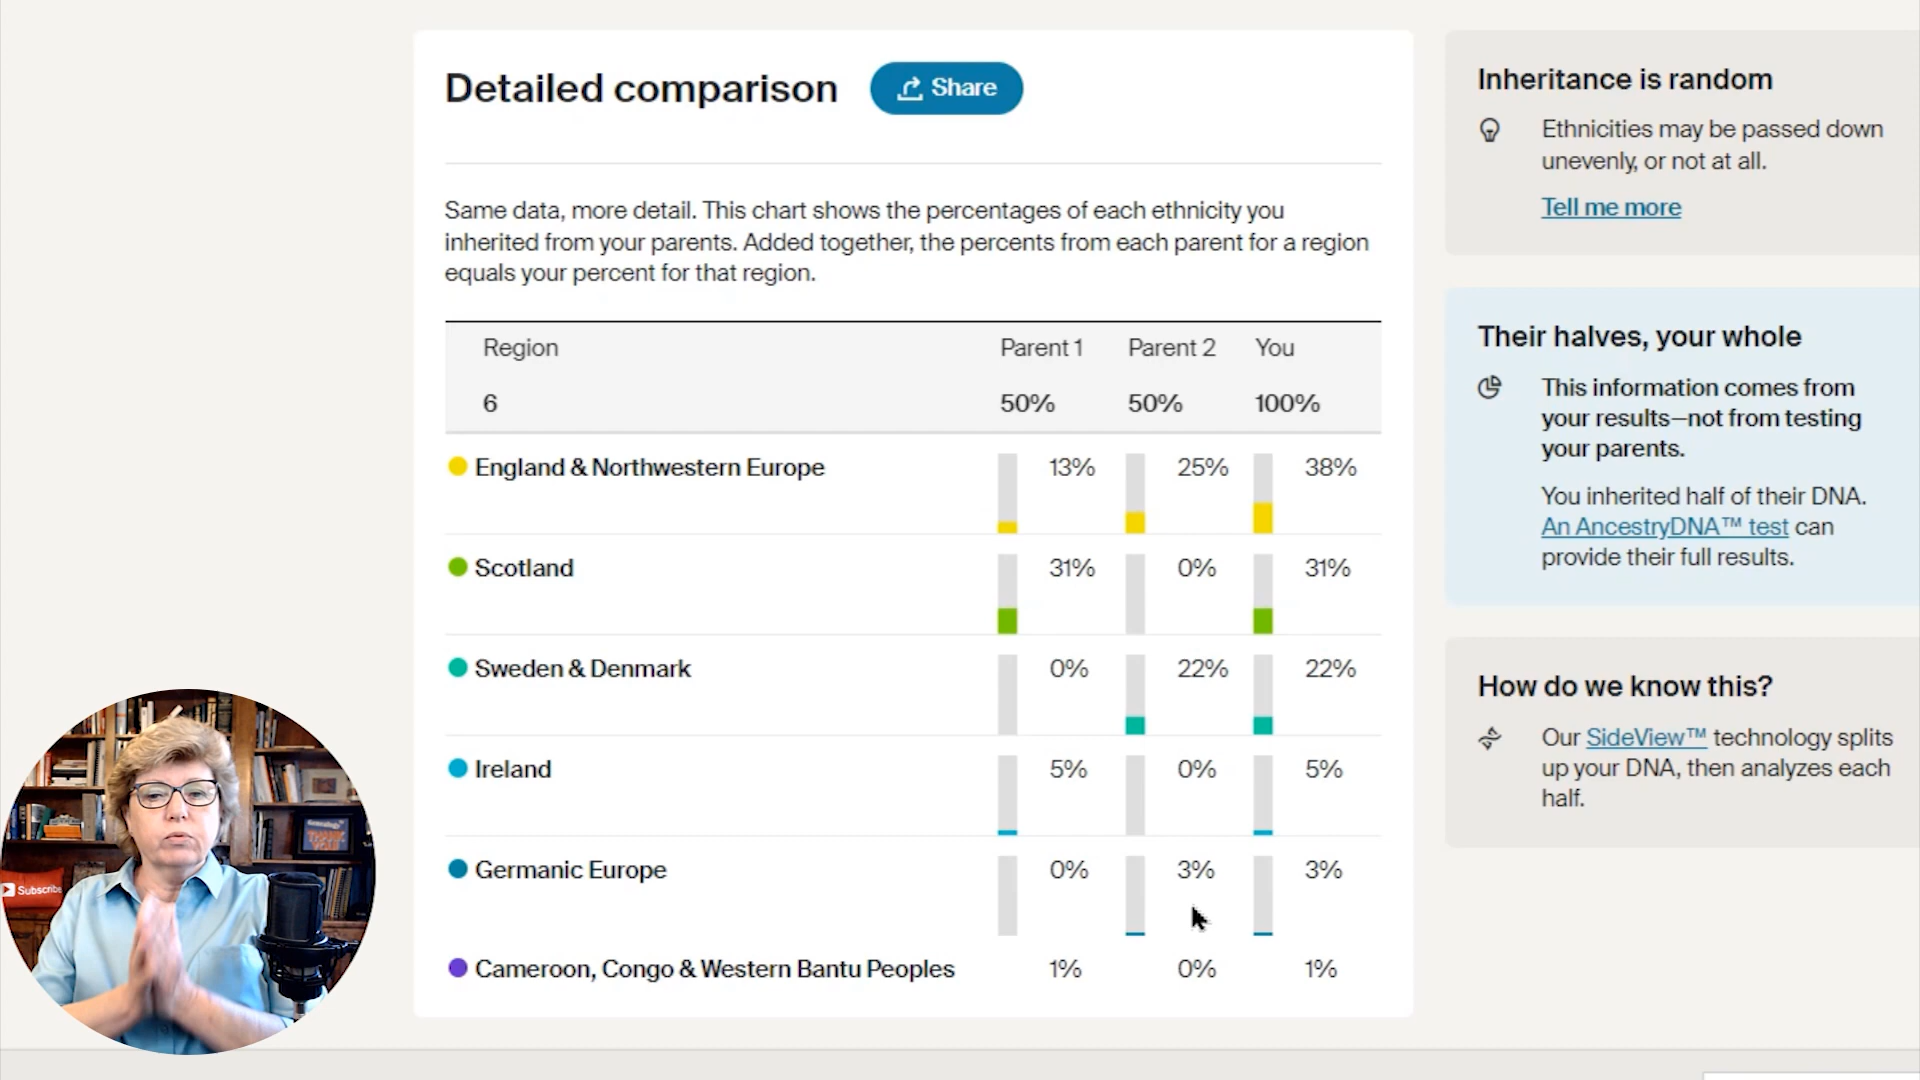 Detailed comparison
Share
Same data, more detail. This chart shows the percentages of each ethnicity you
inherited from your parents. Added together, the percents from each parent for a region
equals your percent for that region.
Region Parent 1 Parent 2 You
6 50% 50% 100%
England & Northwestern Europe 13% 25% 38%
Scotland 31% 0% 31%
Sweden & Denmark 0% 22% 22%
Ireland 5% 0% 5%
Germanic Europe 0% 3% 3%
Cameroon, Congo & Western Bantu Peoples 1% 0% 1%
Inheritance is random
Ethnicities may be passed down
unevenly, or not at all.
Tell me more
Their halves, your whole
This information comes from
your results—not from testing
your parents.
You inherited half of their DNA.
An AncestryDNA™ test can
provide their full results.
How do we know this?
Our SideView™ technology splits
up your DNA, then analyzes each
half.
Subscribe
Genealogy